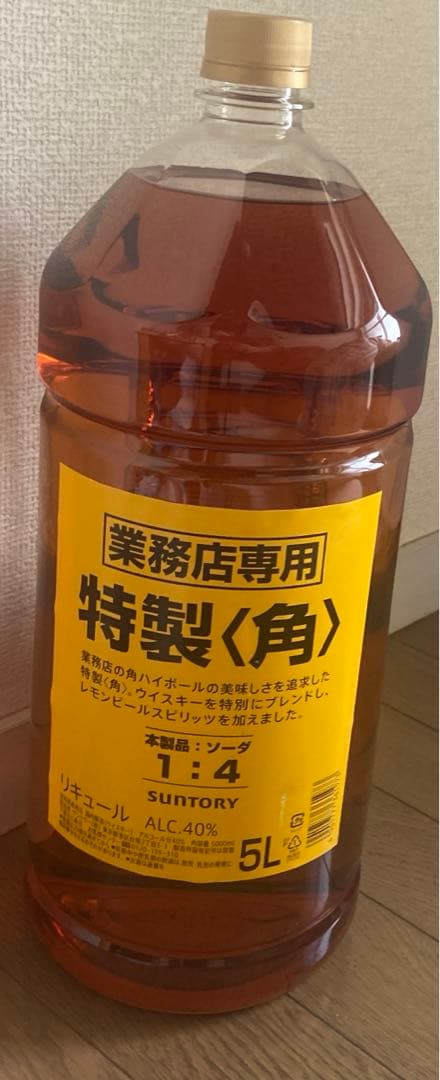 業務店専用
特製〈角〉
業務店の角ハイボールの美味しさを追求した
特製〈角〉。ウイスキーを特別にブレンドし、
レモンピールスピリッツを加えました。
本製品：ソーダ
1：4
SUNTORY
リキュール ALC.40%
5L